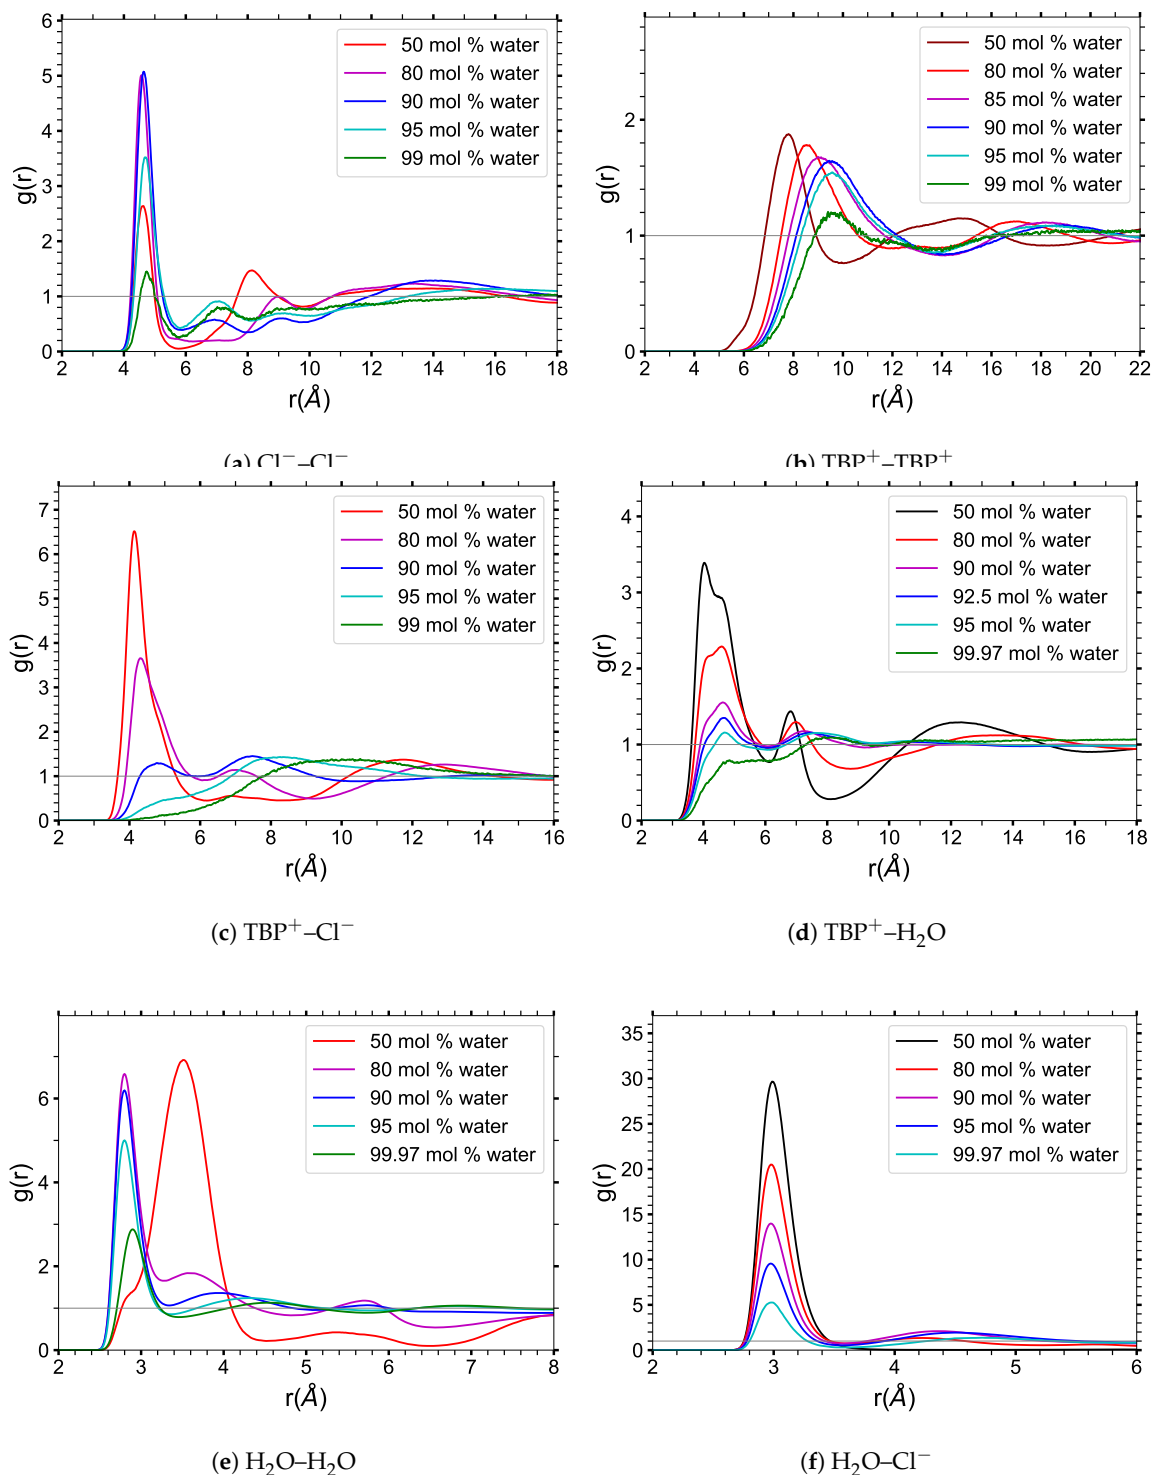 50 mol % water
80 mol % water
90 mol % water
95 mol % water
99 mol % water
g(r)
6
5
4
3
2
1
0
2 4 6 8 10 12 14 16 18
r(Å)
(a) Cl⁻–Cl⁻
50 mol % water
80 mol % water
85 mol % water
90 mol % water
95 mol % water
99 mol % water
g(r)
2
1
0
2 4 6 8 10 12 14 16 18 20 22
r(Å)
(b) TBP⁺–TBP⁺
50 mol % water
80 mol % water
90 mol % water
95 mol % water
99 mol % water
g(r)
7
6
5
4
3
2
1
0
2 4 6 8 10 12 14 16
r(Å)
(c) TBP⁺–Cl⁻
50 mol % water
80 mol % water
90 mol % water
92.5 mol % water
95 mol % water
99.97 mol % water
g(r)
4
3
2
1
0
2 4 6 8 10 12 14 16 18
r(Å)
(d) TBP⁺–H₂O
50 mol % water
80 mol % water
90 mol % water
95 mol % water
99.97 mol % water
g(r)
6
4
2
0
2 3 4 5 6 7 8
r(Å)
(e) H₂O–H₂O
50 mol % water
80 mol % water
90 mol % water
95 mol % water
99.97 mol % water
g(r)
35
30
25
20
15
10
5
0
2 3 4 5 6
r(Å)
(f) H₂O–Cl⁻